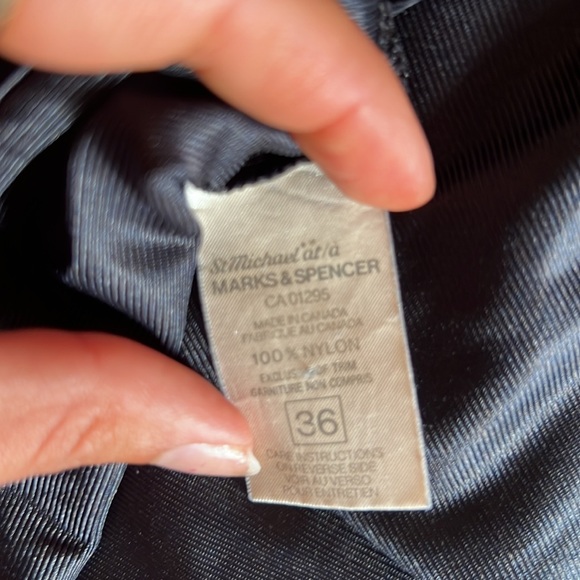 St Michael® at/à
MARKS & SPENCER
CA 01295
MADE IN CANADA
FABRIQUÉ AU CANADA
100% NYLON
EXCLUSIVE OF TRIM
GARNITURE NON COMPRIS
36
CARE INSTRUCTIONS
ON REVERSE SIDE
VOIR AU VERSO
POUR ENTRETIEN